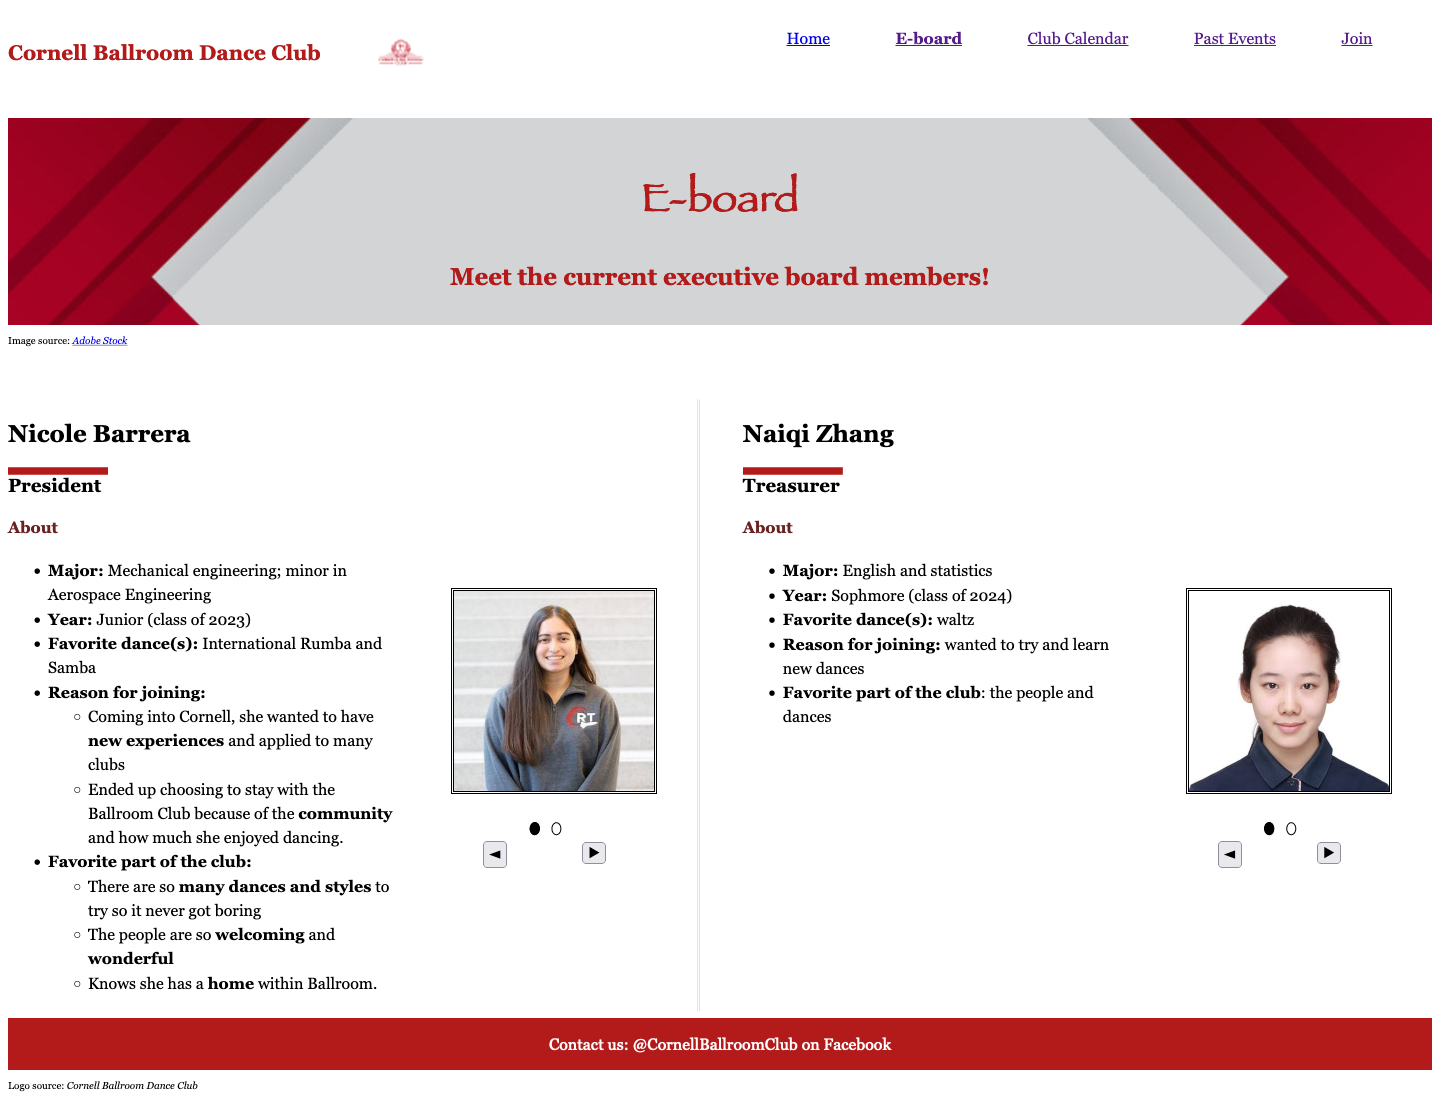 Cornell Ballroom Dance Club
Home E-board Club Calendar Past Events Join
E-board
Meet the current executive board members!
Image source: Adobe Stock
Nicole Barrera
President
About
• Major: Mechanical engineering; minor in
Aerospace Engineering
• Year: Junior (class of 2023)
• Favorite dance(s): International Rumba and
Samba
• Reason for joining:
◦ Coming into Cornell, she wanted to have
new experiences and applied to many
clubs
◦ Ended up choosing to stay with the
Ballroom Club because of the community
and how much she enjoyed dancing.
• Favorite part of the club:
◦ There are so many dances and styles to
try so it never got boring
◦ The people are so welcoming and
wonderful
◦ Knows she has a home within Ballroom.
CRT
Naiqi Zhang
Treasurer
About
• Major: English and statistics
• Year: Sophmore (class of 2024)
• Favorite dance(s): waltz
• Reason for joining: wanted to try and learn
new dances
• Favorite part of the club: the people and
dances
Contact us: @CornellBallroomClub on Facebook
Logo source: Cornell Ballroom Dance Club